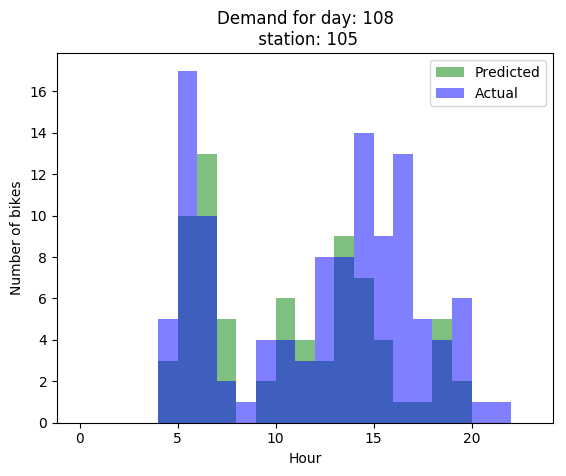 Demand for day: 108
station: 105
Predicted
Actual
Number of bikes
16
14
12
10
8
6
4
2
0
0 5 10 15 20
Hour